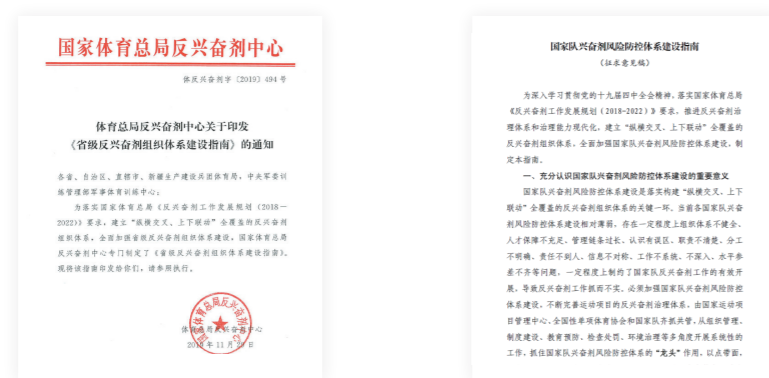 国家体育总局反兴奋剂中心
体反兴奋剂字〔2019〕494 号
体育总局反兴奋剂中心关于印发
《省级反兴奋剂组织体系建设指南》的通知
各省、自治区、直辖市、新疆生产建设兵团体育局，中央军委训
练管理部军事体育训练中心：
为落实国家体育总局《反兴奋剂工作发展规划（2018—
2022）》要求，建立“纵横交叉、上下联动”全覆盖的反兴奋剂
组织体系，全面加强省级反兴奋剂组织体系建设，国家体育总局
反兴奋剂中心专门制定了《省级反兴奋剂组织体系建设指南》。
现将该指南印发给你们，请参照执行。
国家体育总局反兴奋剂中心
体育总局反兴奋剂中心
2019 年 11 月 29 日
国家队兴奋剂风险防控体系建设指南
（征求意见稿）
为深入学习贯彻党的十九届四中全会精神，落实国家体育总局
《反兴奋剂工作发展规划（2018-2022）》要求，推进反兴奋剂治
理体系和治理能力现代化，建立“纵横交叉、上下联动”全覆盖的
反兴奋剂组织体系，全面加强国家队兴奋剂风险防控体系建设，制
定本指南。
一、充分认识国家队兴奋剂风险防控体系建设的重要意义
国家队兴奋剂风险防控体系建设是落实构建“纵横交叉、上下
联动”全覆盖的反兴奋剂组织体系的关键一环。当前各国家队兴奋
剂风险防控体系建设相对薄弱，存在一定程度上组织体系不健全、
人才保障不充足、管理链条过长、认识有误区、职责不清楚、分工
不明确、责任不到人、信息不对称、工作不系统、不深入、水平参
差不齐等问题，一定程度上制约了国家队反兴奋剂工作的有效开
展，导致反兴奋剂工作抓而不实。必须加强国家队兴奋剂风险防控
体系建设，不断完善运动项目的反兴奋剂治理体系，由国家运动项
目管理中心、全国性单项体育协会和国家队齐抓共管，从组织管理、
制度建设、教育预防、检查处罚、环境治理等多角度开展系统性的
工作，抓住国家队兴奋剂风险防控体系的“龙头”作用，以点带面，